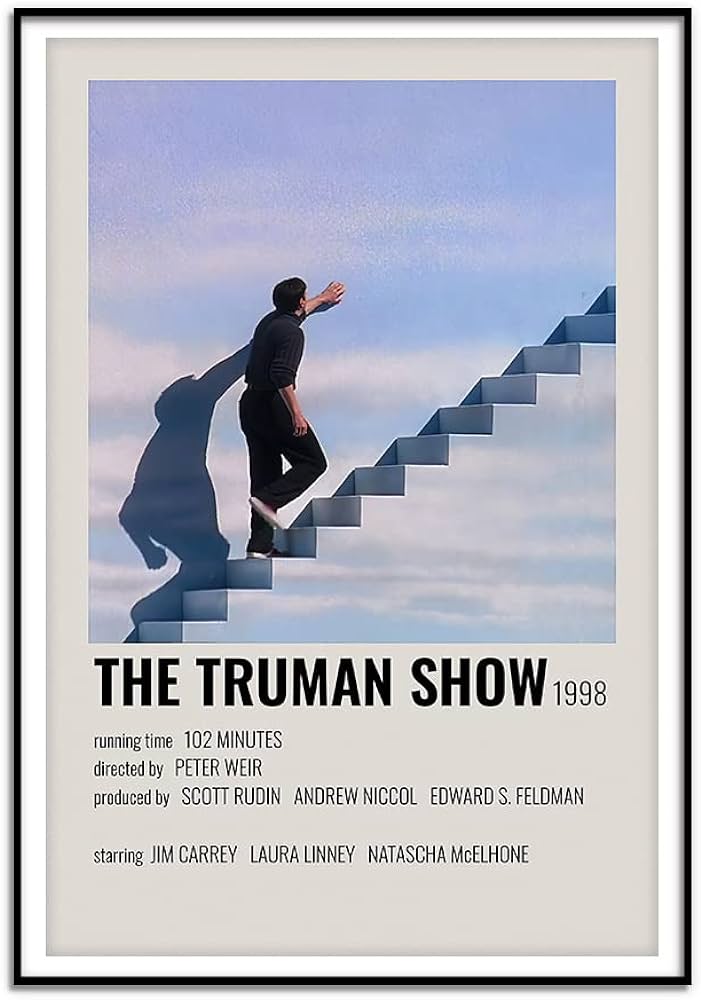 THE TRUMAN SHOW 1998
running time 102 MINUTES
directed by PETER WEIR
produced by SCOTT RUDIN ANDREW NICCOL EDWARD S. FELDMAN
starring JIM CARREY LAURA LINNEY NATASCHA McELHONE